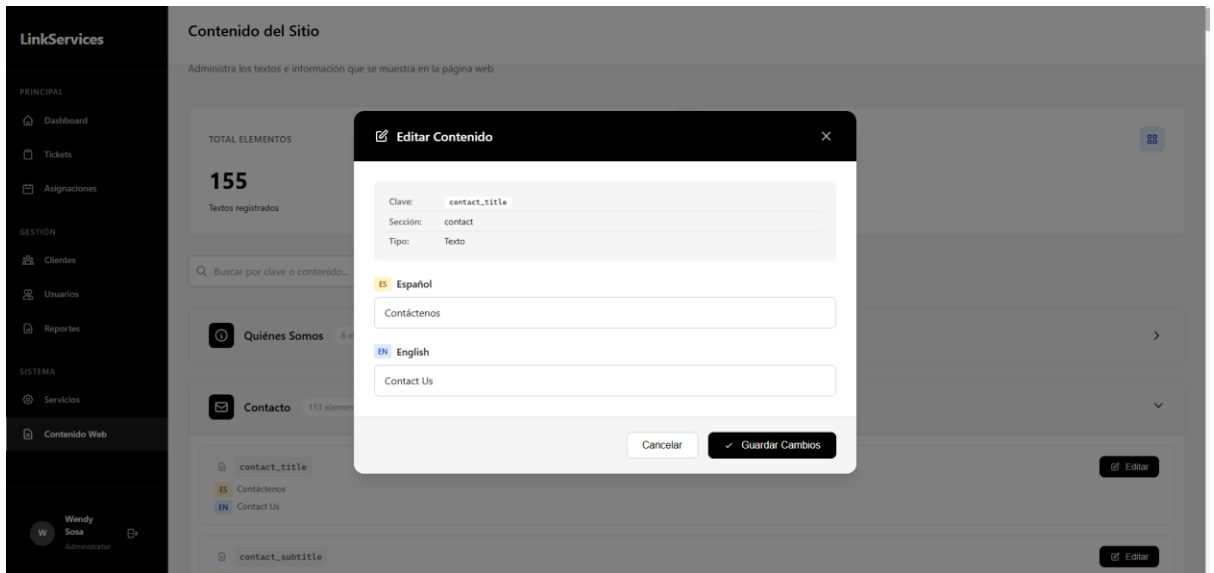 LinkServices
Contenido del Sitio
Administra los textos e información que se muestra en la página web
PRINCIPAL
Dashboard
Tickets
Asignaciones
GESTIÓN
Clientes
Usuarios
Reportes
SISTEMA
Servicios
Contenido Web
W
Wendy
Sosa
Administrator
TOTAL ELEMENTOS
155
Textos registrados
Buscar por clave o contenido...
Quiénes Somos
Contacto 113
contact_title Editar
ES Contáctenos
EN Contact Us
contact_subtitle Editar
Editar Contenido
Clave: contact_title
Sección: contact
Tipo: Texto
ES Español
Contáctenos
EN English
Contact Us
Cancelar Guardar Cambios